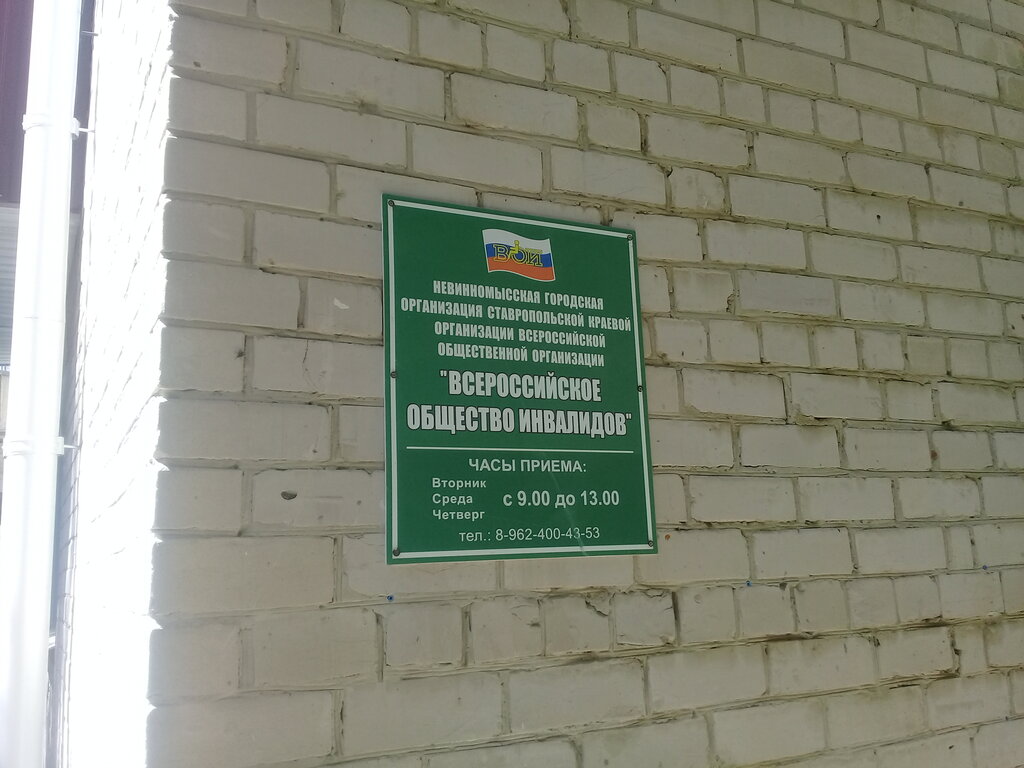 ВОИ
НЕВИННОМЫССКАЯ ГОРОДСКАЯ
ОРГАНИЗАЦИЯ СТАВРОПОЛЬСКОЙ КРАЕВОЙ
ОРГАНИЗАЦИИ ВСЕРОССИЙСКОЙ
ОБЩЕСТВЕННОЙ ОРГАНИЗАЦИИ
"ВСЕРОССИЙСКОЕ
ОБЩЕСТВО ИНВАЛИДОВ"
ЧАСЫ ПРИЕМА:
Вторник
Среда с 9.00 до 13.00
Четверг
тел.: 8-962-400-43-53